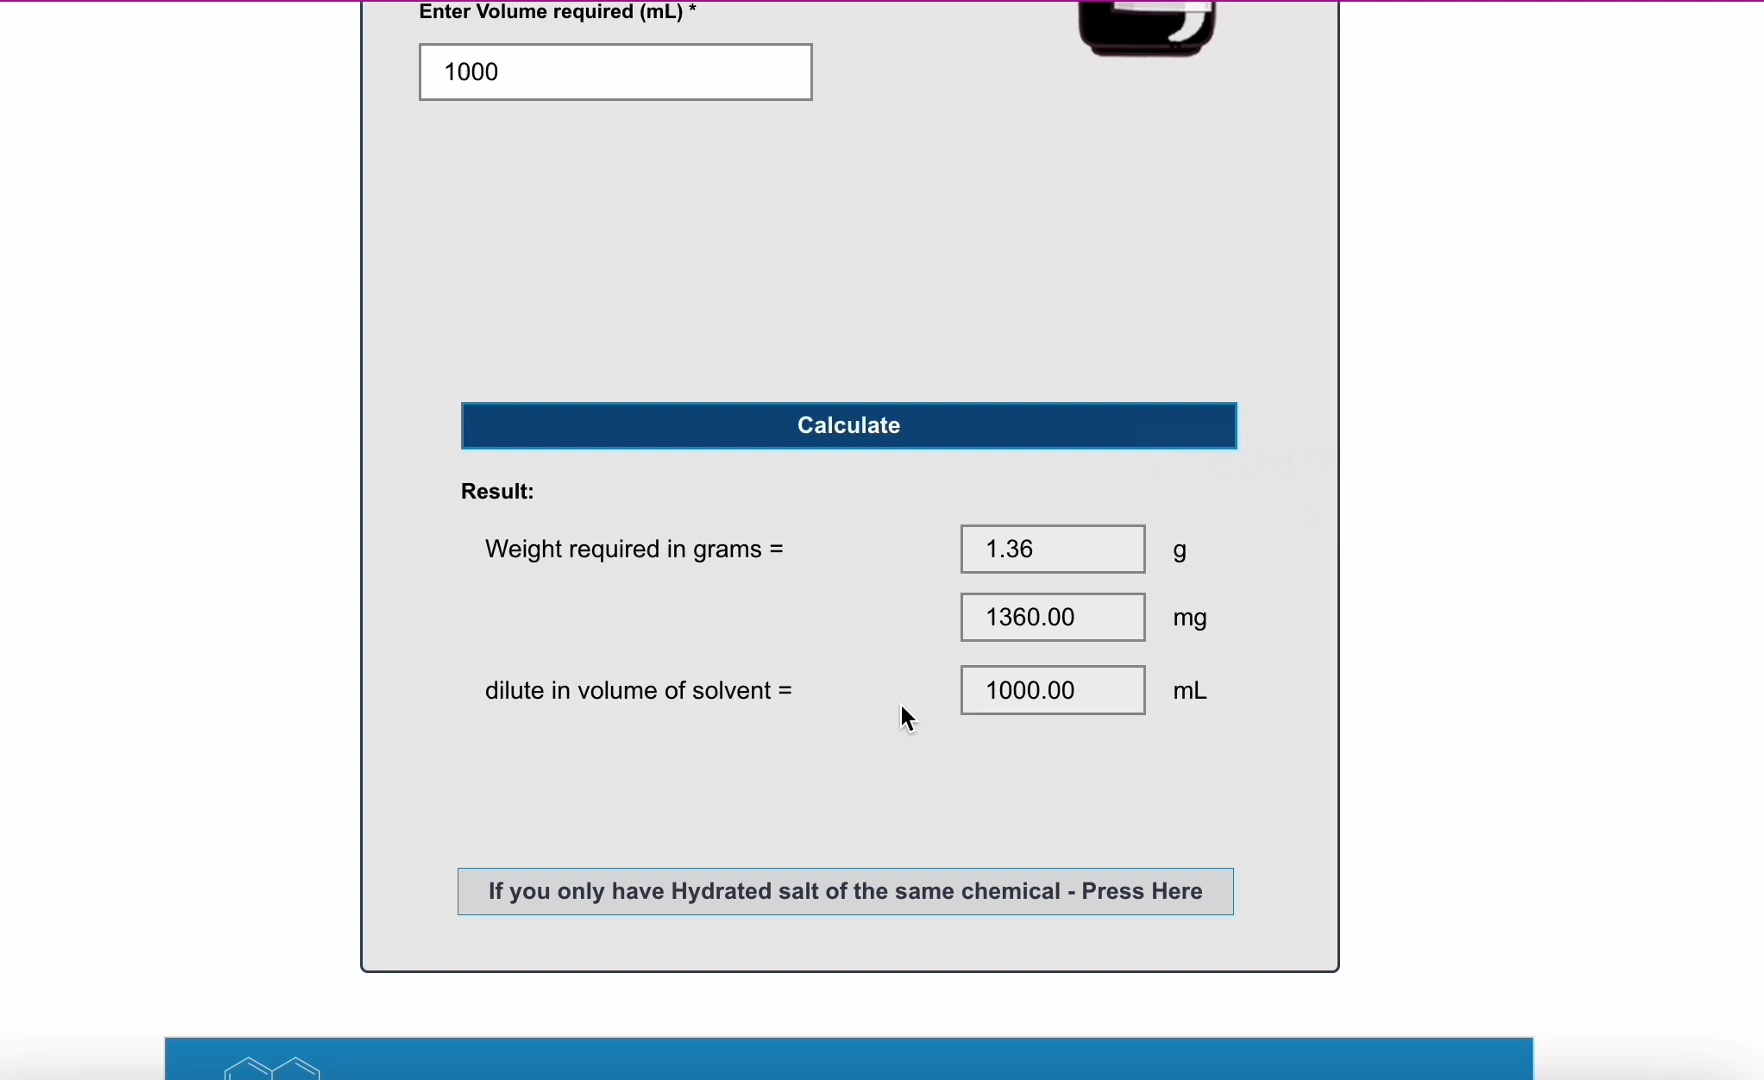 Enter Volume required (mL) *
1000
Calculate
Result:
Weight required in grams = 1.36 g
1360.00 mg
dilute in volume of solvent = 1000.00 mL
If you only have Hydrated salt of the same chemical - Press Here